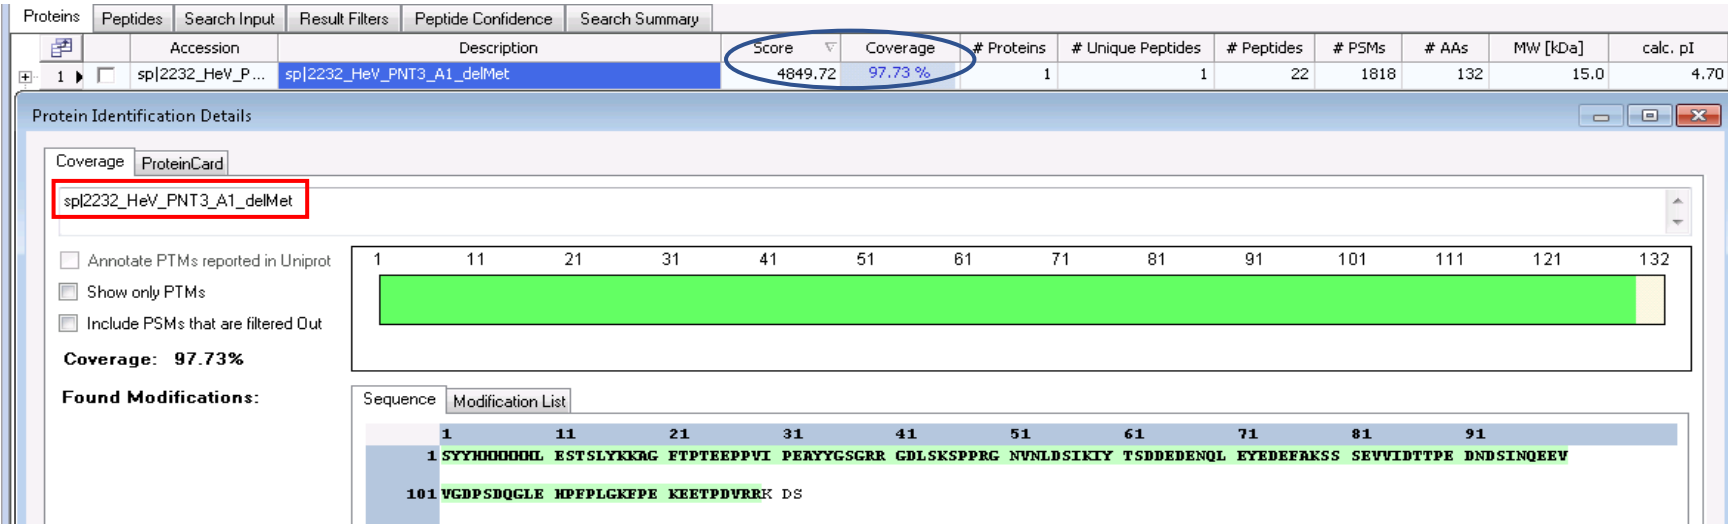 Proteins Peptides Search Input Result Filters Peptide Confidence Search Summary
Accession Description Score Coverage # Proteins # Unique Peptides # Peptides # PSMs # AAs MW [kDa] calc. pI
1 sp|2232_HeV_P... sp|2232_HeV_PNT3_A1_delMet 4849.72 97.73 % 1 1 22 1818 132 15.0 4.70
Protein Identification Details
Coverage ProteinCard
sp|2232_HeV_PNT3_A1_delMet
Annotate PTMs reported in Uniprot
1 11 21 31 41 51 61 71 81 91 101 111 121 132
Show only PTMs
Include PSMs that are filtered Out
Coverage: 97.73%
Found Modifications:
Sequence Modification List
1 11 21 31 41 51 61 71 81 91
1 SYYHHHHHHL ESTSLYKKAG FTPTEEPPVI PEAYYGSGRR GDLSKSPPRG NVNLDSIKIY TSDDEDENQL EYEDEFAKSS SEVVIDTTPE DNDSINQEEV
101 VGDPSDQGLE HPFPLGKFPE KEETPDVRRK DS